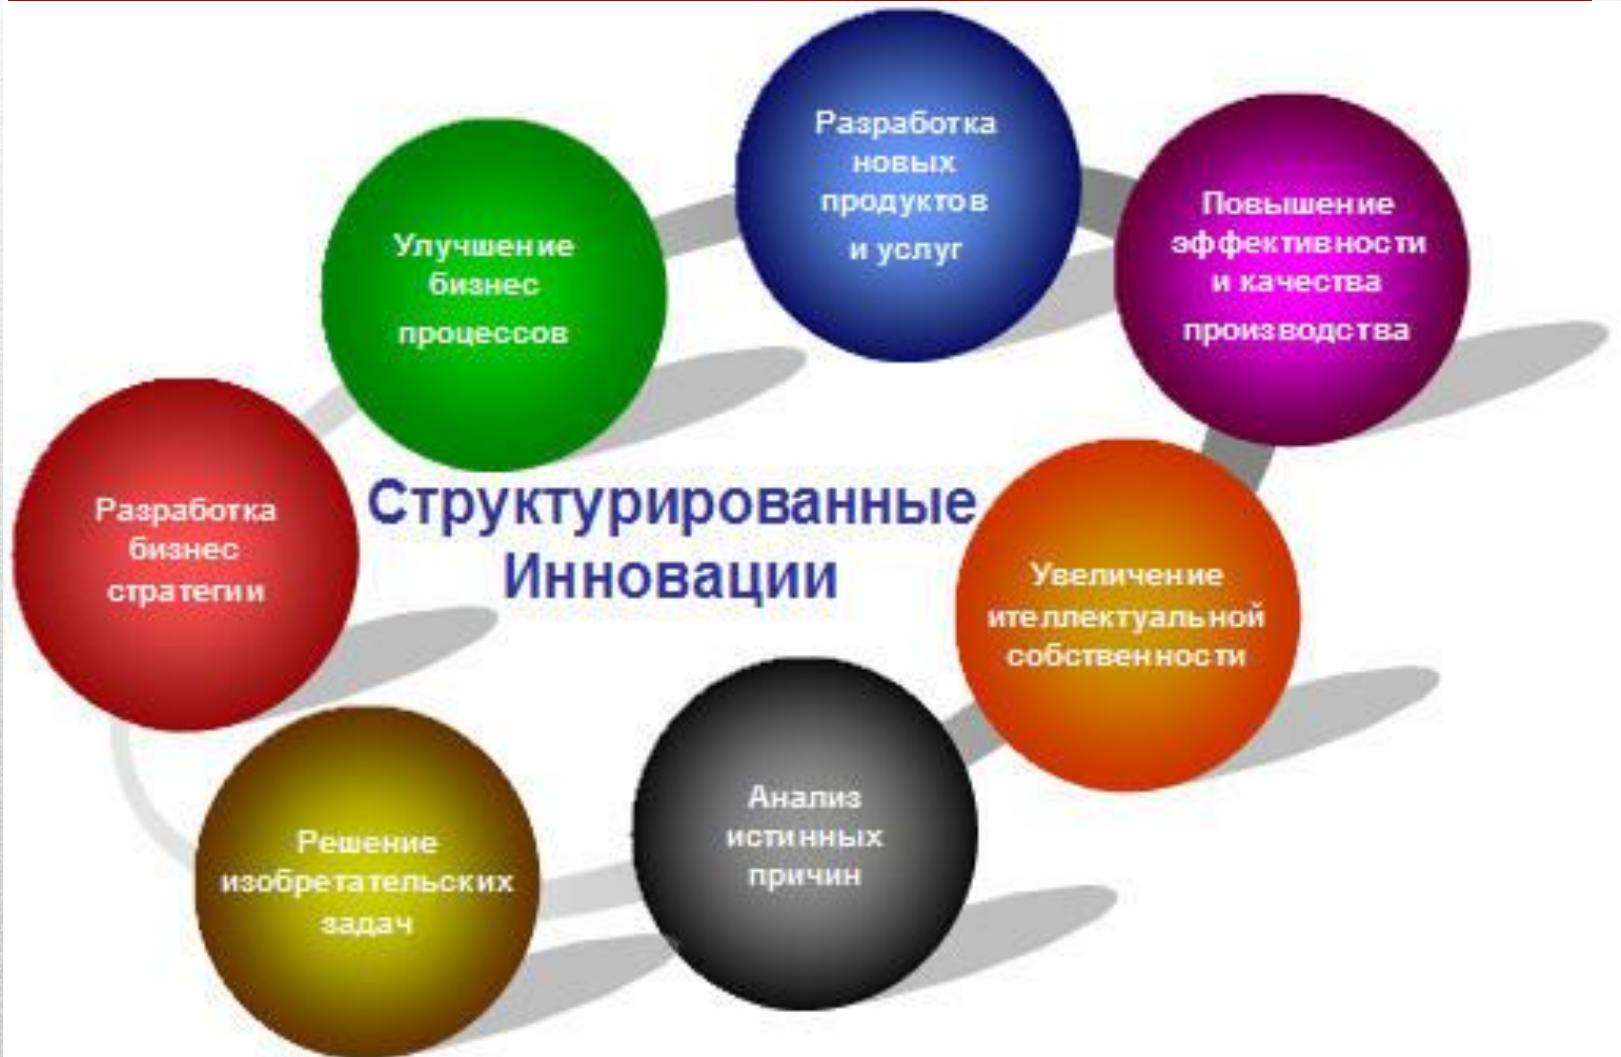 Разработка
новых
продуктов
и услуг
Повышение
эффективности
и качества
производства
Улучшение
бизнес
процессов
Разработка
бизнес
стратегии
Структурированные
Инновации
Увеличение
ителлектуальной
собственности
Анализ
истинных
причин
Решение
изобретательских
задач